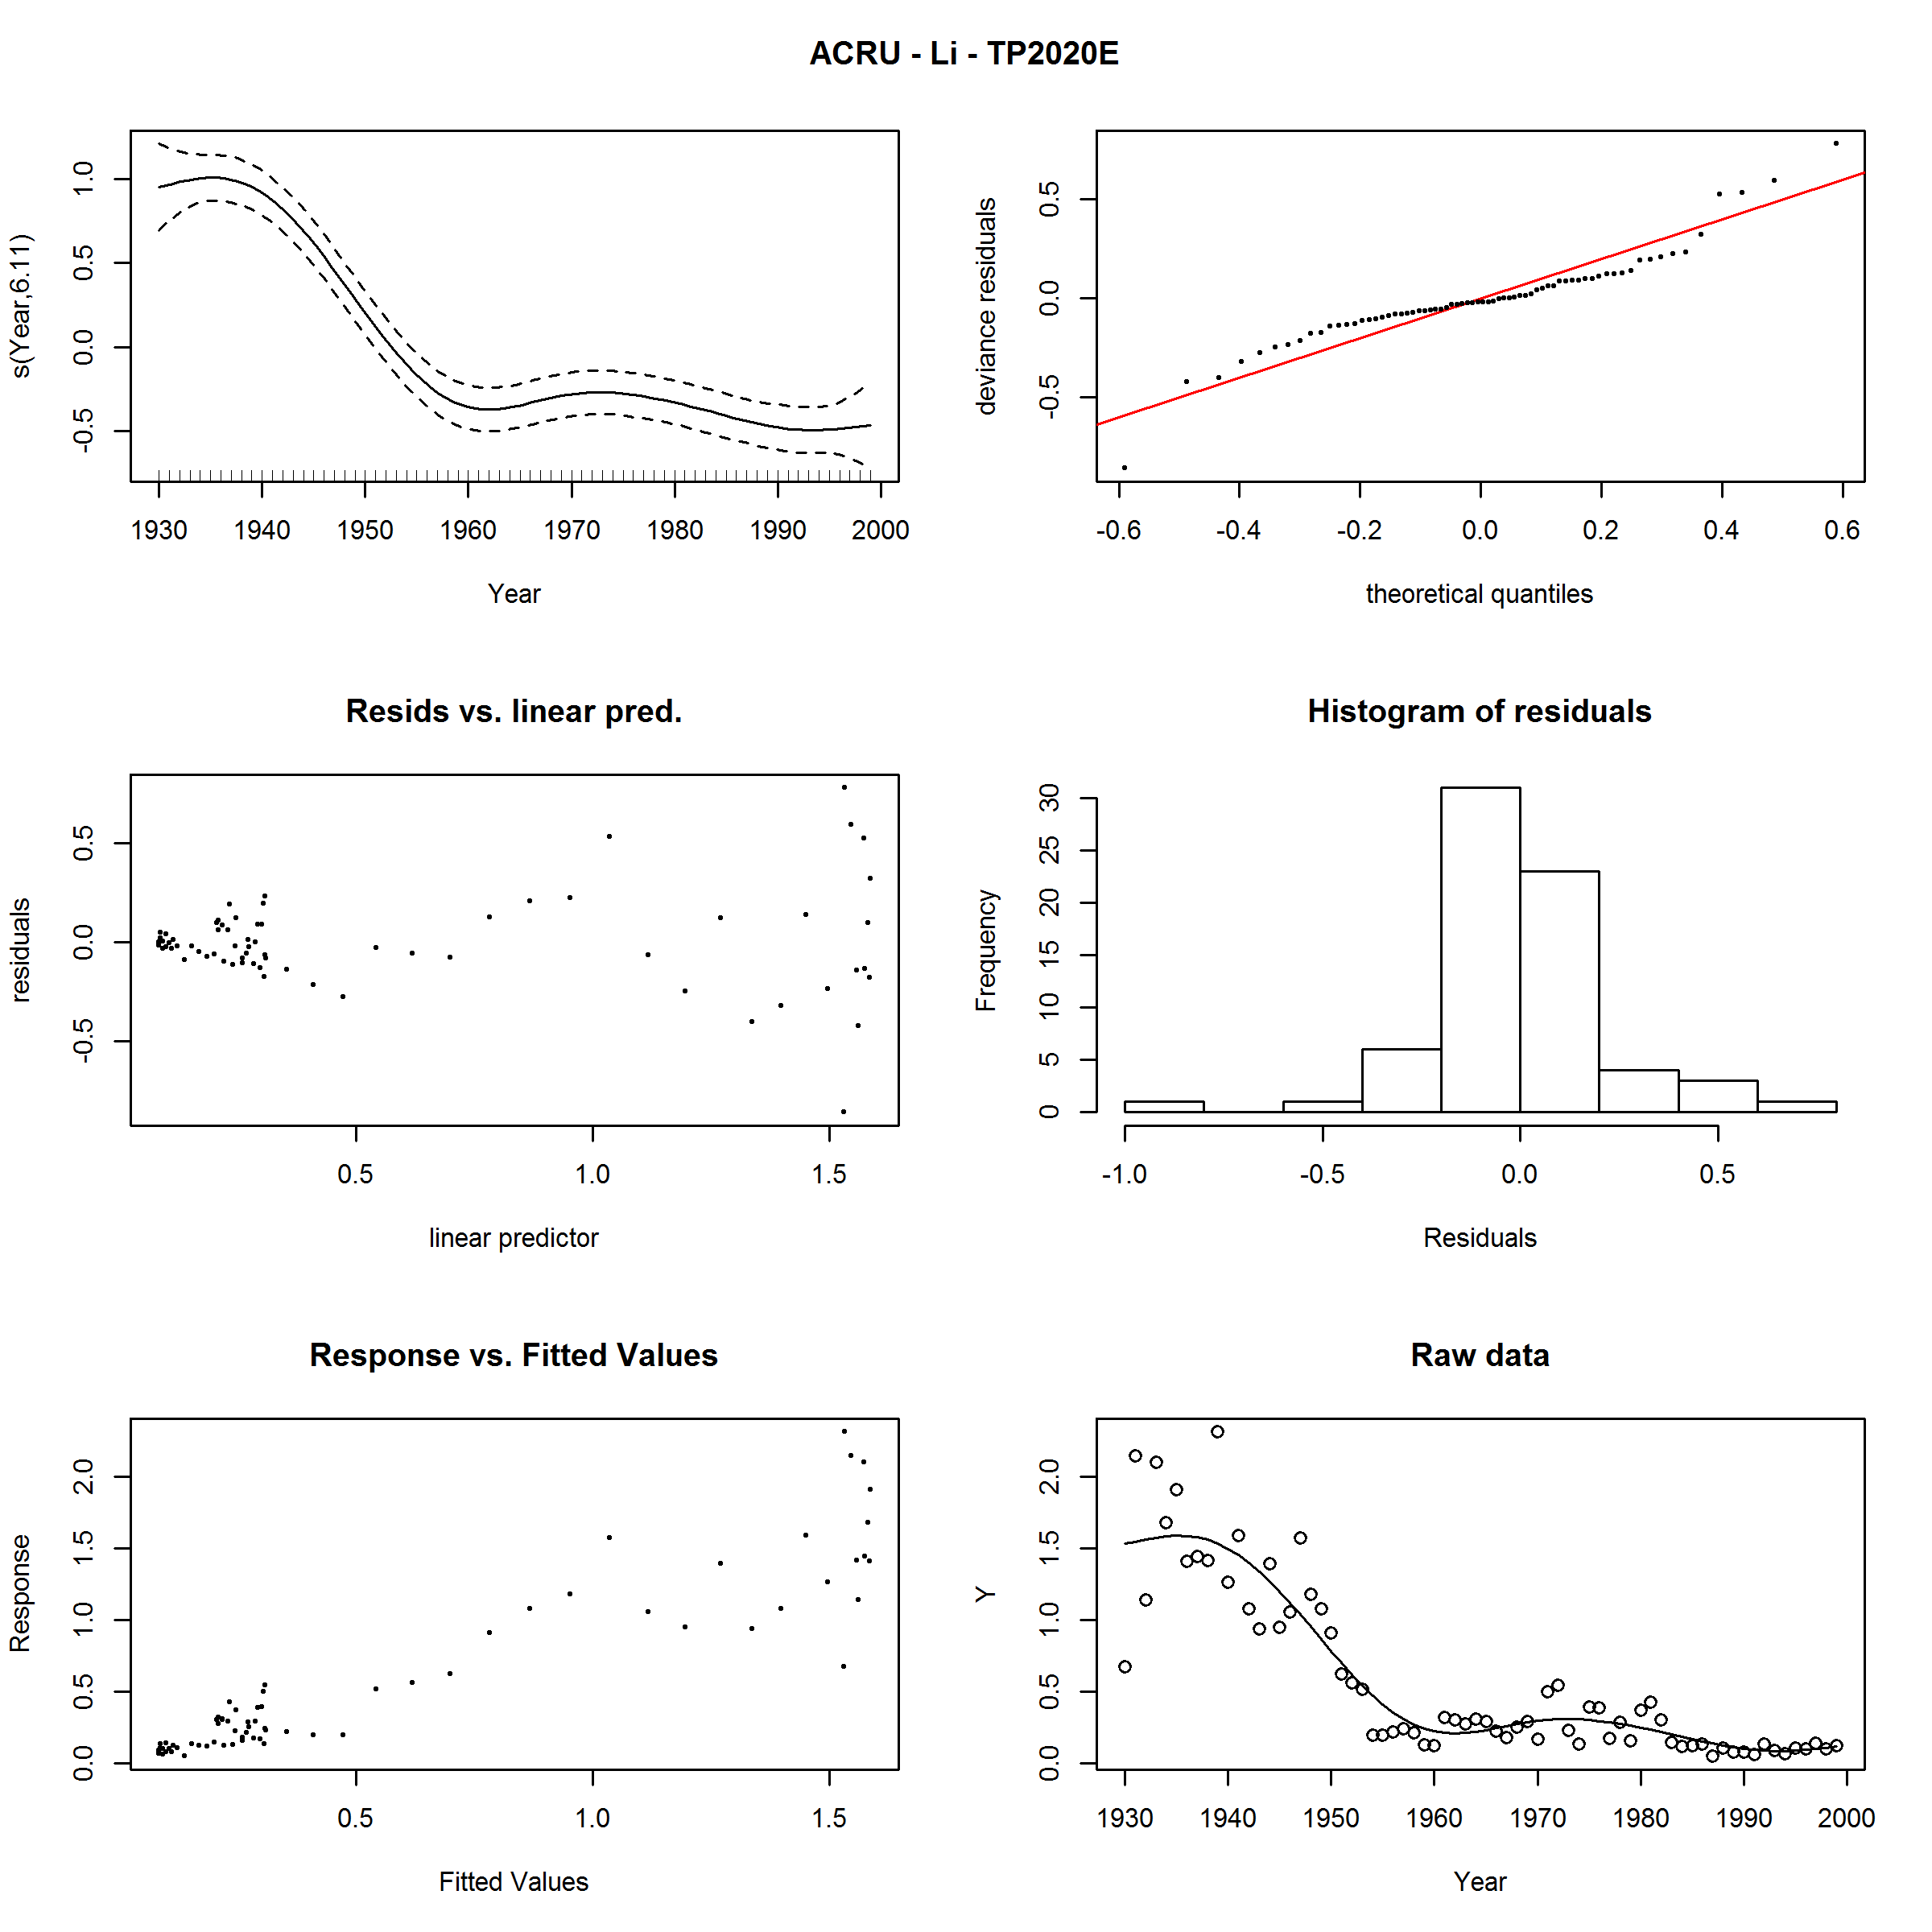 ACRU - Li - TP2020E
s(Year,6.11)
-0.5 0.0 0.5 1.0
1930 1940 1950 1960 1970 1980 1990 2000
Year
deviance residuals
-0.5 0.0 0.5
-0.6 -0.4 -0.2 0.0 0.2 0.4 0.6
theoretical quantiles
Resids vs. linear pred.
residuals
-0.5 0.0 0.5
0.5 1.0 1.5
linear predictor
Histogram of residuals
Frequency
0 5 10 15 20 25 30
-1.0 -0.5 0.0 0.5
Residuals
Response vs. Fitted Values
Response
0.0 0.5 1.0 1.5 2.0
0.5 1.0 1.5
Fitted Values
Raw data
Y
0.0 0.5 1.0 1.5 2.0
1930 1940 1950 1960 1970 1980 1990 2000
Year